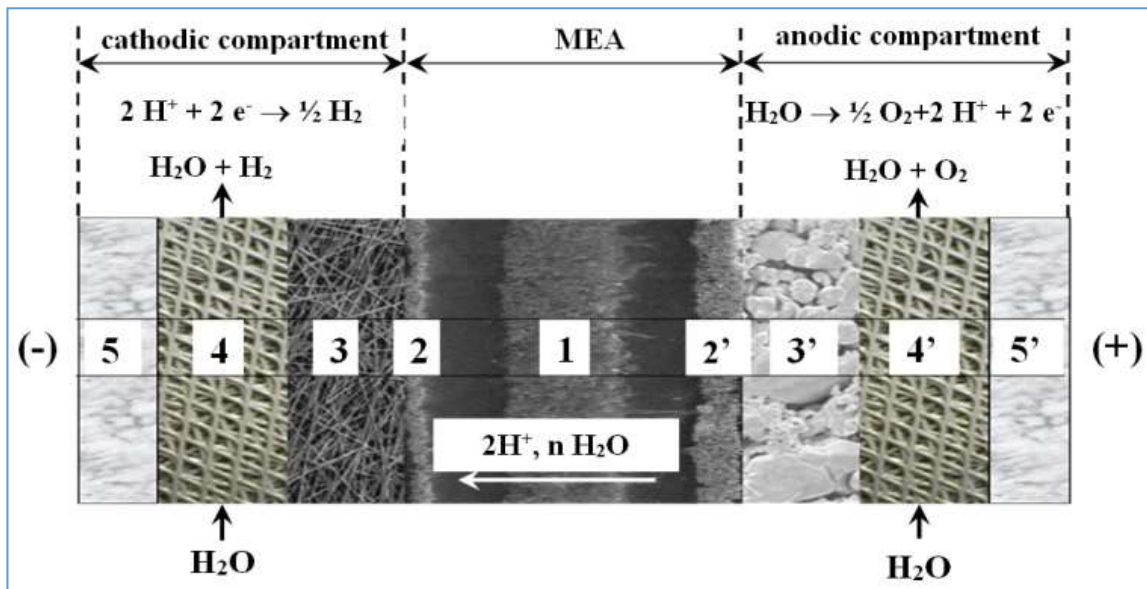 cathodic compartment MEA anodic compartment
2 H⁺ + 2 e⁻ → ½ H₂ H₂O → ½ O₂+2 H⁺ + 2 e⁻
H₂O + H₂ H₂O + O₂
(-) 5 4 3 2 1 2’ 3’ 4’ 5’ (+)
2H⁺, n H₂O
H₂O H₂O